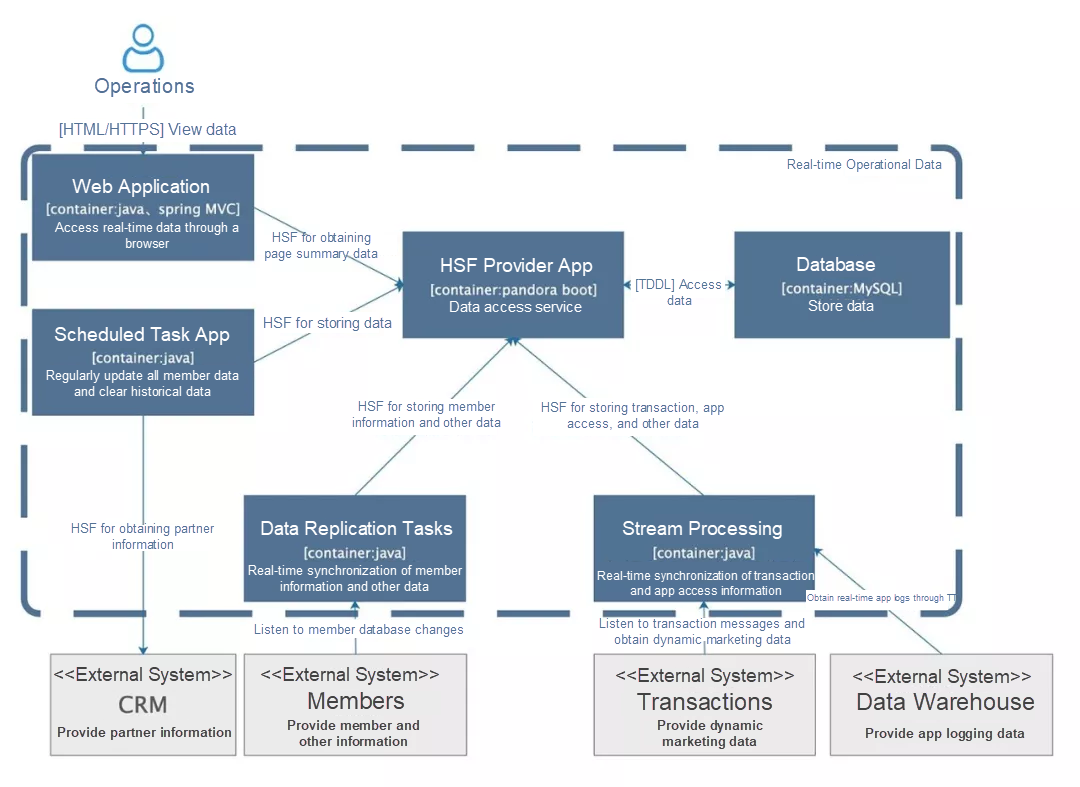 Operations
[HTML/HTTPS] View data
Real-time Operational Data
Web Application
[container:java、spring MVC]
Access real-time data through a
browser
HSF for obtaining
page summary data
HSF Provider App
[container:pandora boot]
Data access service
[TDDL] Access
data
Database
[container:MySQL]
Store data
Scheduled Task App
[container:java]
Regularly update all member data
and clear historical data
HSF for storing data
HSF for storing member
information and other data
HSF for storing transaction, app
access, and other data
HSF for obtaining partner
information
Data Replication Tasks
[container:java]
Real-time synchronization of member
information and other data
Stream Processing
[container:java]
Real-time synchronization of transaction
and app access information
Obtain real-time app logs through TT
Listen to member database changes
Listen to transaction messages and
obtain dynamic marketing data
<<External System>>
CRM
Provide partner information
<<External System>>
Members
Provide member and
other information
<<External System>>
Transactions
Provide dynamic
marketing data
<<External System>>
Data Warehouse
Provide app logging data